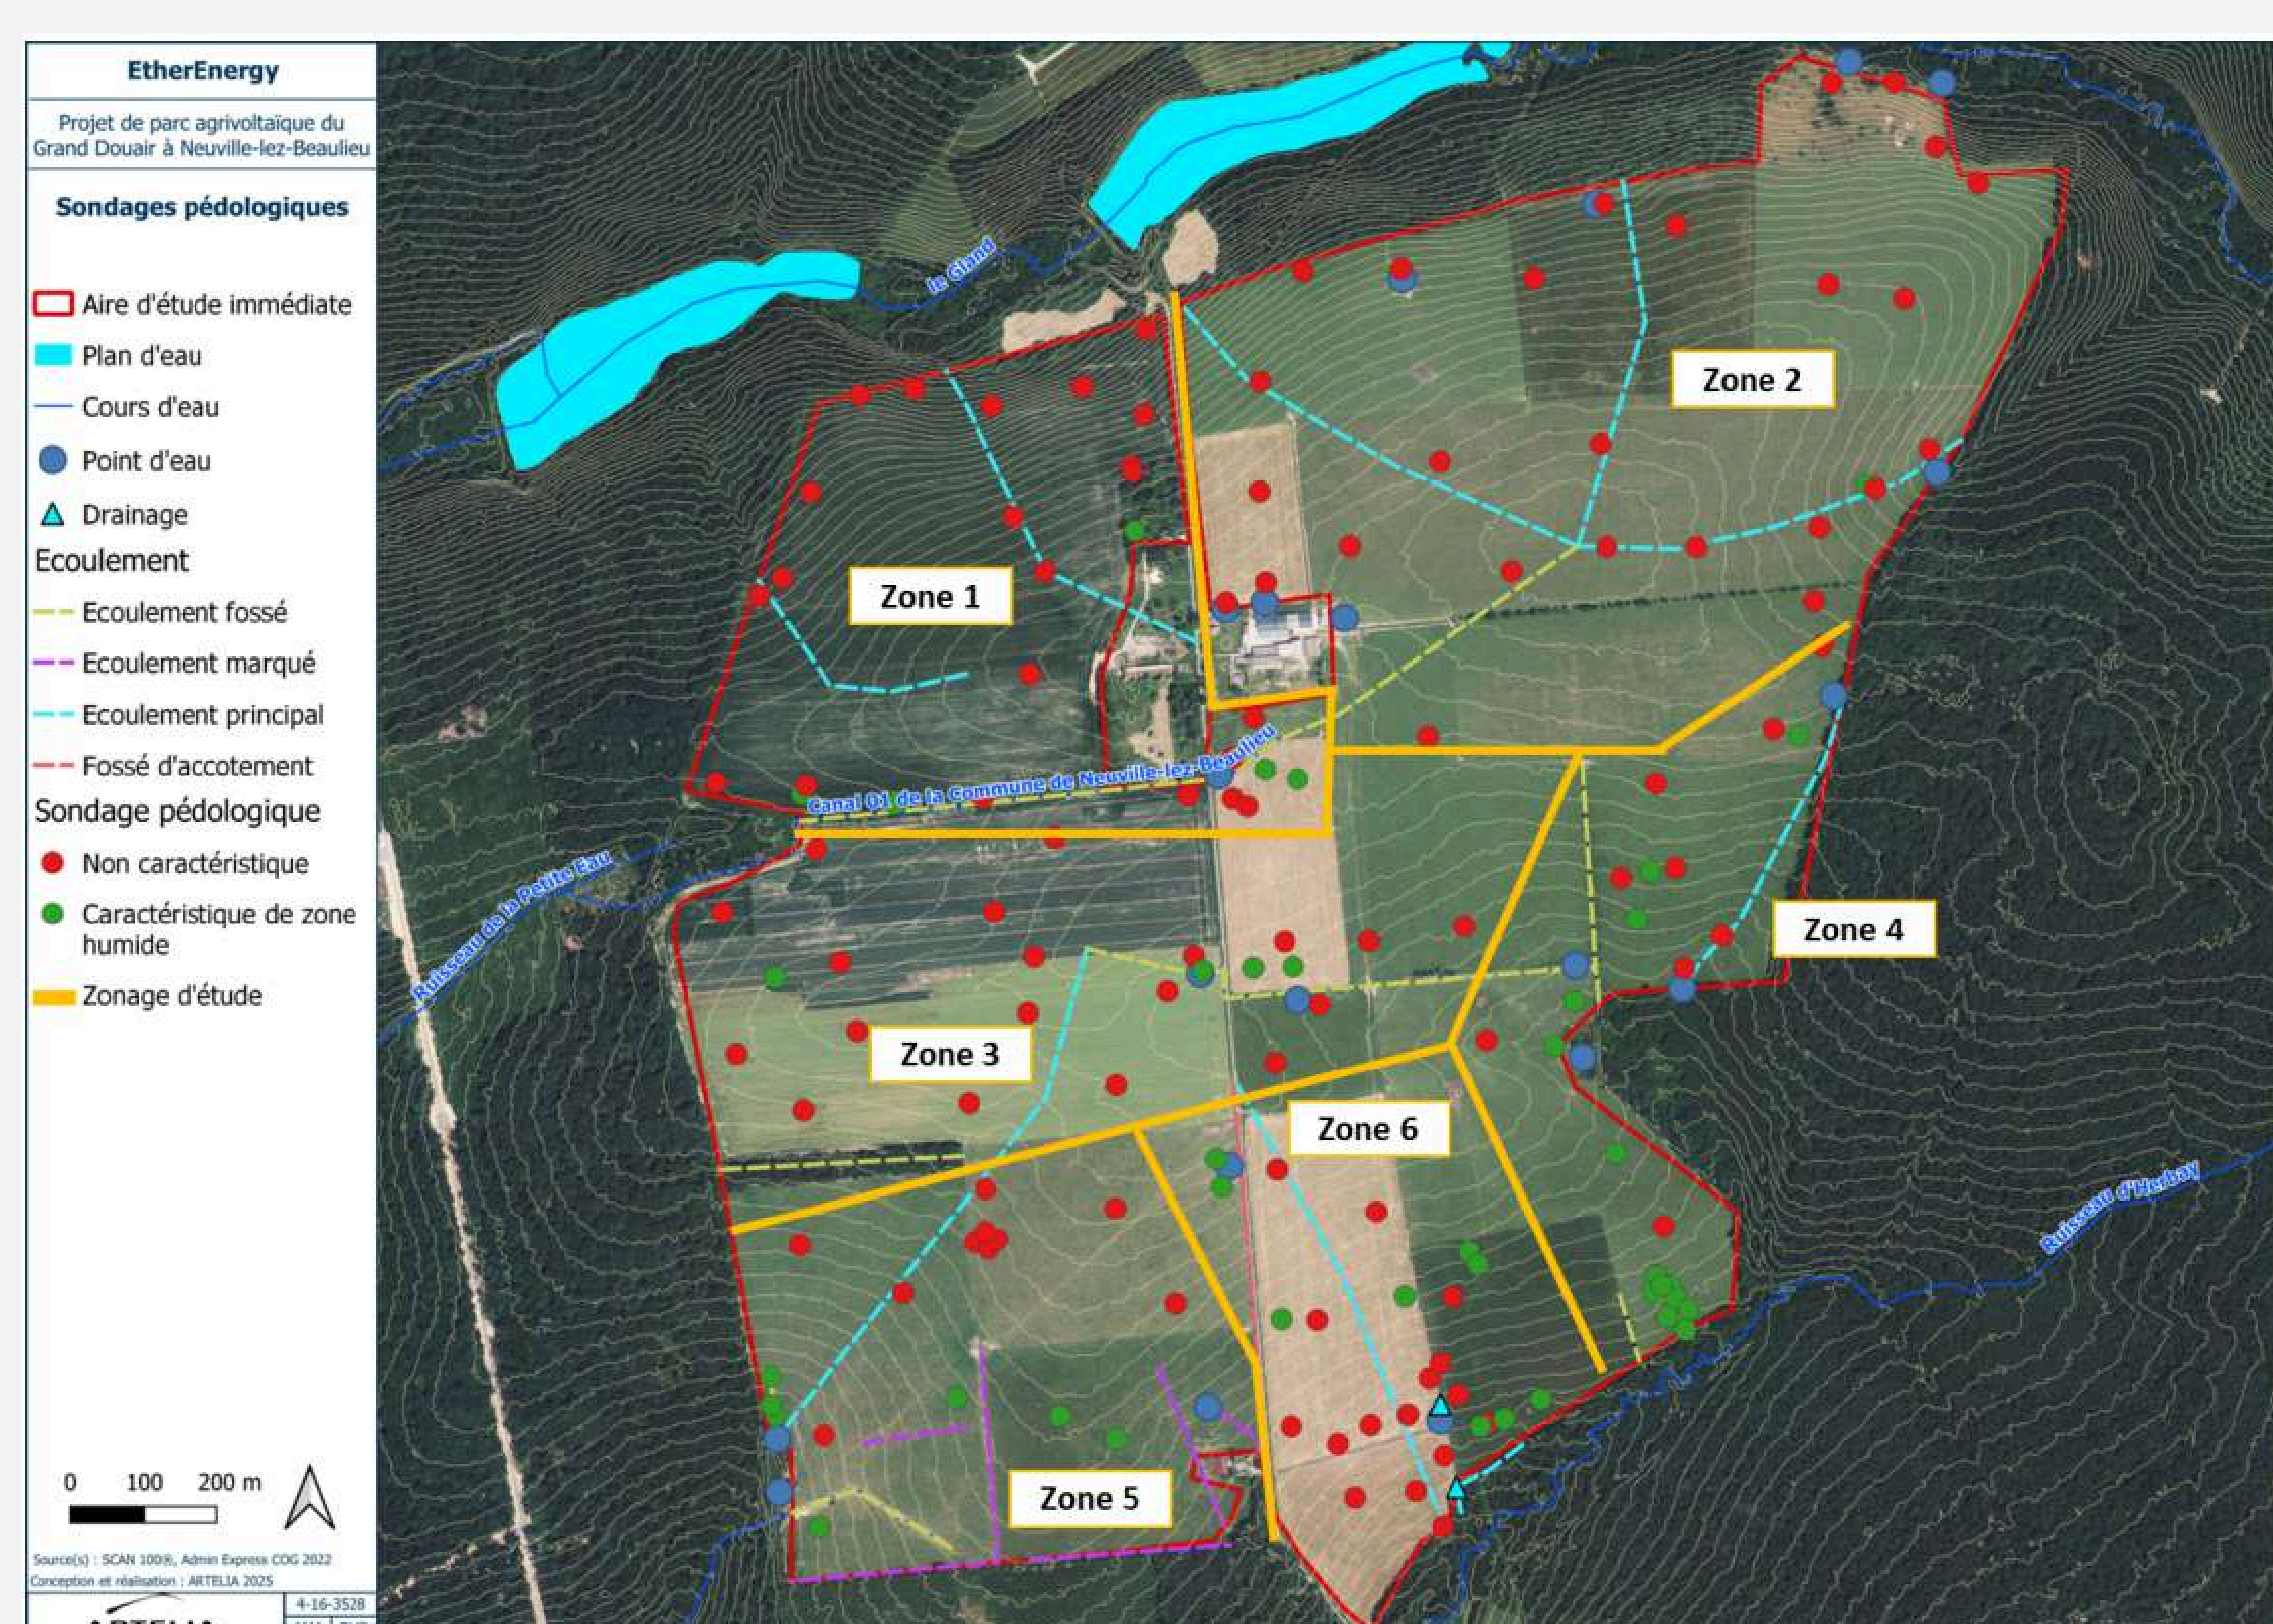 EtherEnergy
Projet de parc agrivoltaïque du
Grand Douair à Neuville-lez-Beaulieu
Sondages pédologiques
Aire d'étude immédiate
Plan d'eau
Cours d'eau
Point d'eau
Drainage
Ecoulement
Ecoulement fossé
Ecoulement marqué
Ecoulement principal
Fossé d'accotement
Sondage pédologique
Non caractéristique
Caractéristique de zone
humide
Zonage d'étude
0 100 200 m
Source(s) : SCAN 100®, Admin Express COG 2022
Conception et réalisation : ARTELIA 2025
4-16-3528
le Gland
Zone 2
Zone 1
Canal 01 de la commune de Neuville-lez-Beaulieu
Ruisseau de la Petite Eau
Zone 4
Zone 3
Zone 6
Ruisseau d'Herbay
Zone 5